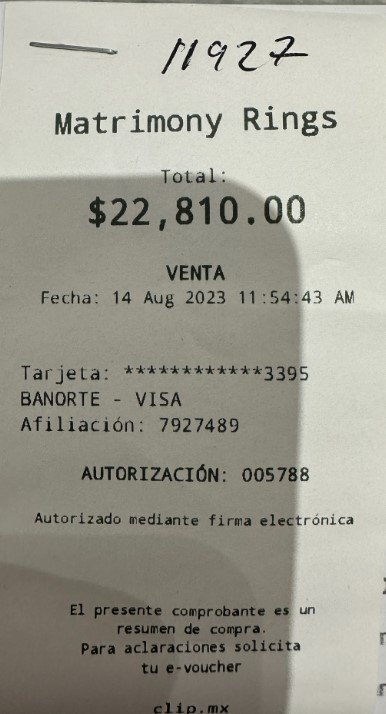 11927
Matrimony Rings
Total:
$22,810.00
VENTA
Fecha: 14 Aug 2023 11:54:43 AM
Tarjeta: ************3395
BANORTE - VISA
Afiliación: 7927489
AUTORIZACIÓN: 005788
Autorizado mediante firma electrónica
El presente comprobante es un
resumen de compra.
Para aclaraciones solicita
tu e-voucher
clip.mx